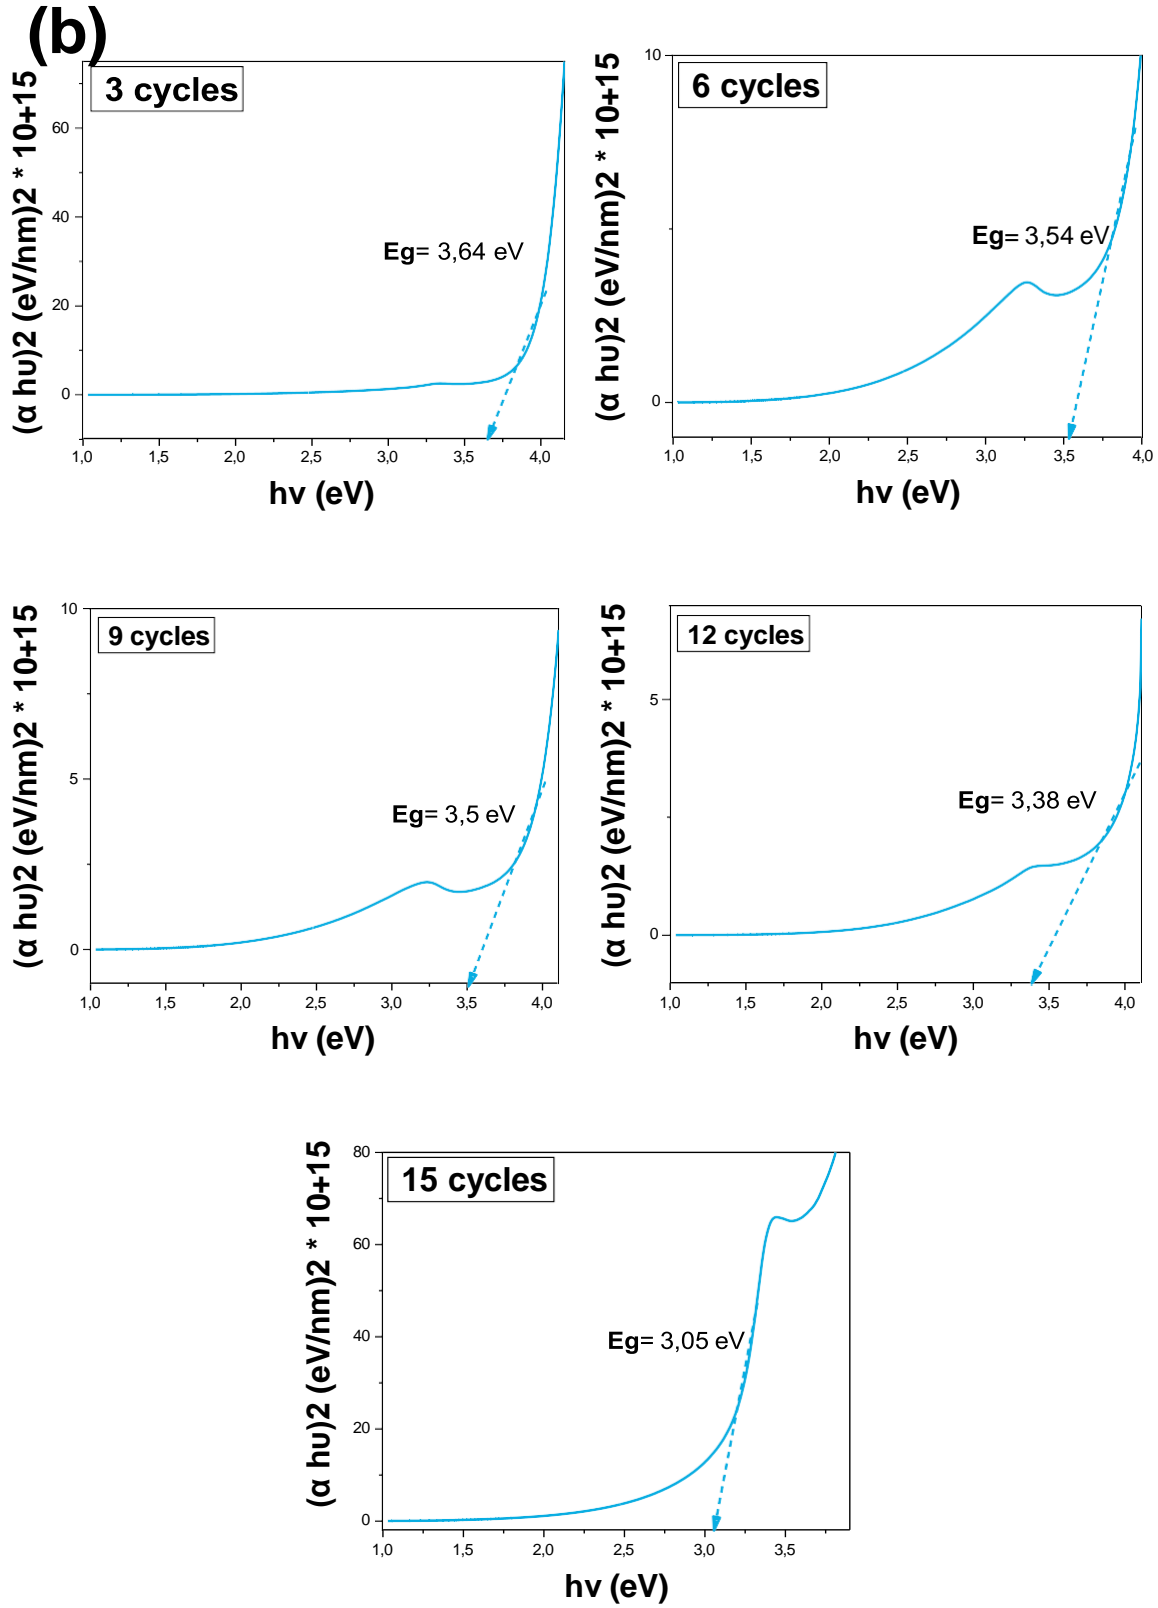 (b)
3 cycles
(α hυ)2 (eV/nm)2 * 10+15
60
40
20
0
Eg= 3,64 eV
1,0 1,5 2,0 2,5 3,0 3,5 4,0
hv (eV)
6 cycles
(α hυ)2 (eV/nm)2 * 10+15
10
5
0
Eg= 3,54 eV
1,0 1,5 2,0 2,5 3,0 3,5 4,0
hv (eV)
9 cycles
(α hυ)2 (eV/nm)2 * 10+15
10
5
0
Eg= 3,5 eV
1,0 1,5 2,0 2,5 3,0 3,5 4,0
hv (eV)
12 cycles
(α hυ)2 (eV/nm)2 * 10+15
5
0
Eg= 3,38 eV
1,0 1,5 2,0 2,5 3,0 3,5 4,0
hv (eV)
15 cycles
(α hυ)2 (eV/nm)2 * 10+15
80
60
40
20
0
Eg= 3,05 eV
1,0 1,5 2,0 2,5 3,0 3,5
hv (eV)